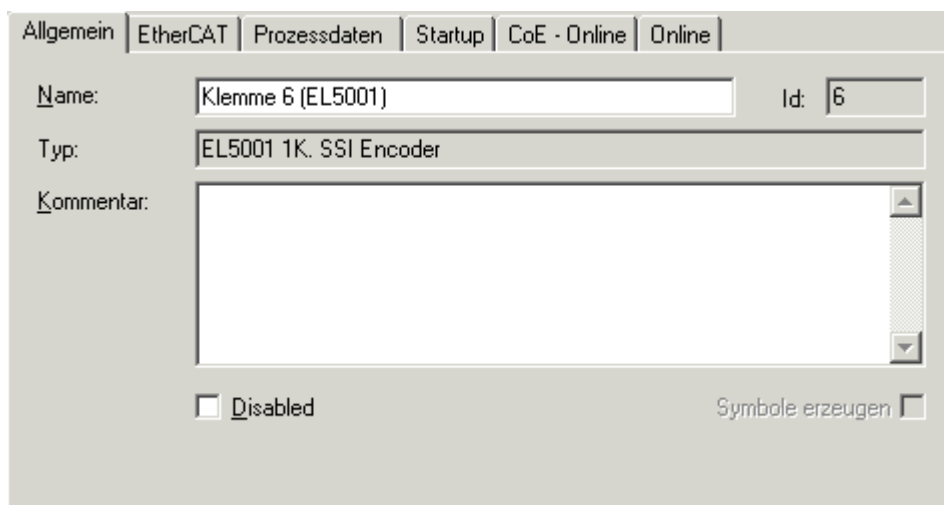 Allgemein EtherCAT Prozessdaten Startup CoE - Online Online
Name: Klemme 6 (EL5001) Id: 6
Typ: EL5001 1K. SSI Encoder
Kommentar:
Disabled Symbole erzeugen